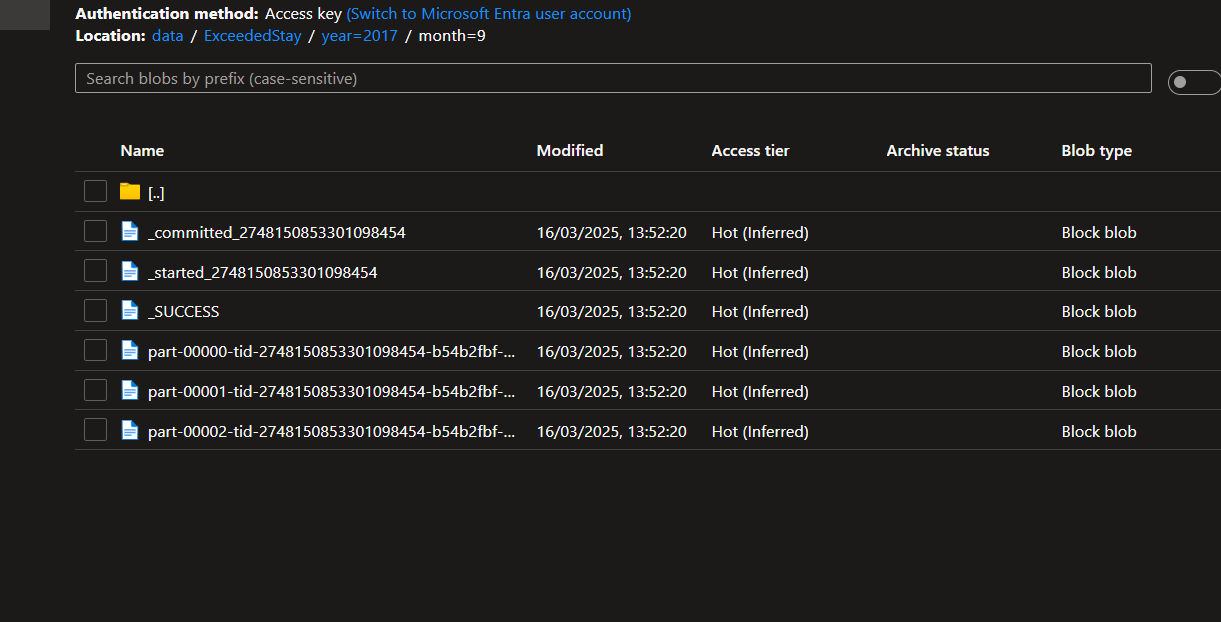 Authentication method: Access key (Switch to Microsoft Entra user account)
Location: data / ExceededStay / year=2017 / month=9
Search blobs by prefix (case-sensitive)
Name Modified Access tier Archive status Blob type
[..]
_committed_2748150853301098454 16/03/2025, 13:52:20 Hot (Inferred) Block blob
_started_2748150853301098454 16/03/2025, 13:52:20 Hot (Inferred) Block blob
_SUCCESS 16/03/2025, 13:52:20 Hot (Inferred) Block blob
part-00000-tid-2748150853301098454-b54b2fbf-... 16/03/2025, 13:52:20 Hot (Inferred) Block blob
part-00001-tid-2748150853301098454-b54b2fbf-... 16/03/2025, 13:52:20 Hot (Inferred) Block blob
part-00002-tid-2748150853301098454-b54b2fbf-... 16/03/2025, 13:52:20 Hot (Inferred) Block blob